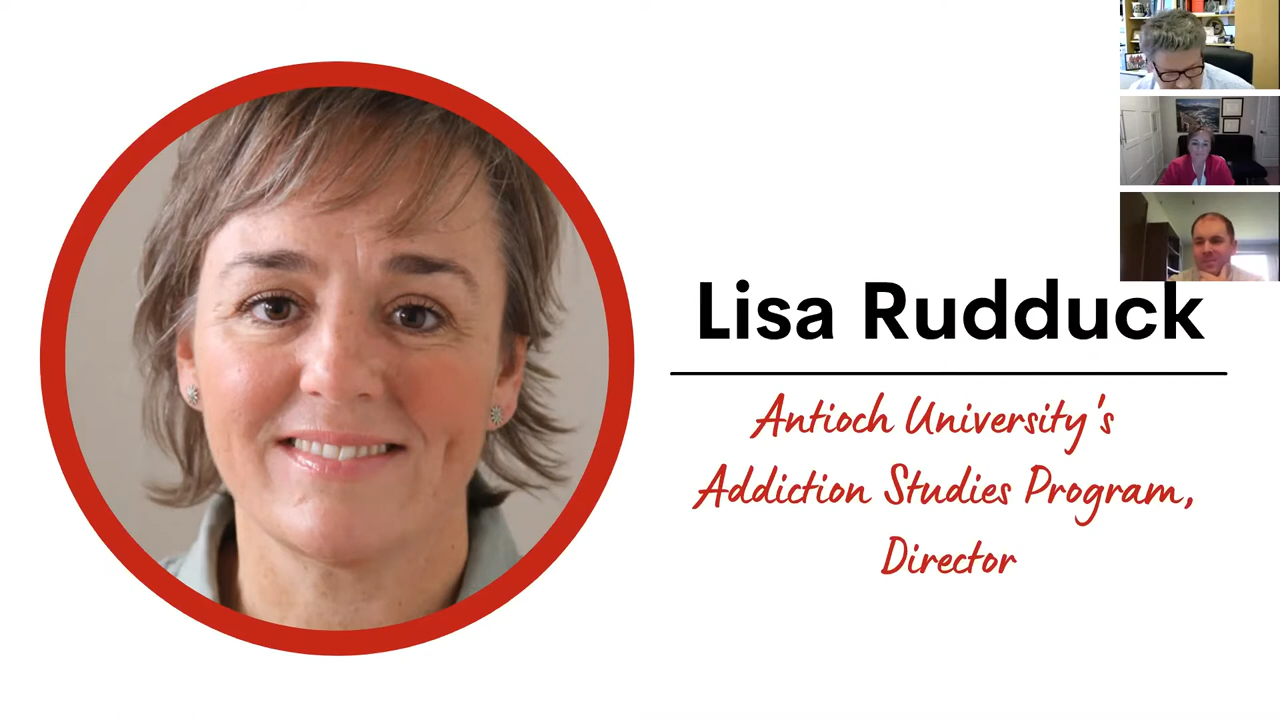 Lisa Rudduck
Antioch University's
Addiction Studies Program,
Director